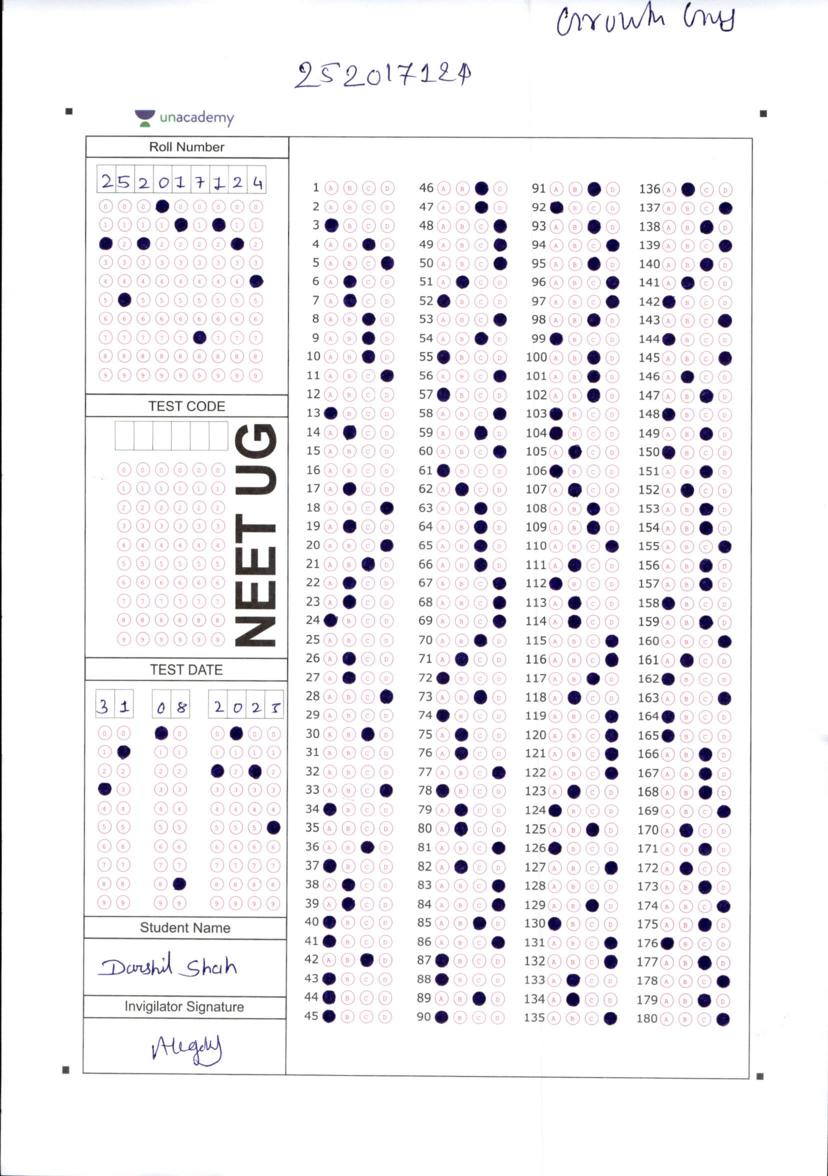 Growth Gng
252017124
unacademy
Roll Number
2 5 2 0 1 7 1 2 4
TEST CODE
NEET UG
TEST DATE
3 1 0 8 2 0 2 5
Student Name
Darshil Shah
Invigilator Signature
1 A B C D 46 A B D 91 A B D 136 A C D
2 A B C D 47 A B D 92 B C D 137 A B C
3 B C D 48 A B C 93 A B D 138 A B D
4 A B D 49 A B C 94 A B C 139 A B C
5 A B C 50 A B C 95 A B D 140 A B D
6 A C D 51 A C D 96 A B C 141 A C D
7 A C D 52 B C D 97 A B C 142 B C D
8 A B D 53 A B C 98 A B D 143 A B C
9 A B D 54 A B D 99 B C D 144 B C D
10 A B D 55 B C D 100 A B D 145 A B C
11 A B C 56 A B C 101 A B D 146 A C D
12 A B C D 57 B C D 102 A B D 147 A B D
13 B C D 58 A B C 103 B C D 148 B C D
14 A C D 59 A B D 104 B C D 149 A B D
15 A B C D 60 A B C 105 A C D 150 B C D
16 A B C D 61 B C D 106 B C D 151 A B D
17 A C D 62 A C D 107 A C D 152 A C D
18 A B C 63 A B D 108 A B D 153 A B D
19 A C D 64 A B D 109 A B D 154 A B D
20 A B C 65 A B D 110 A B C 155 A B C
21 A B D 66 A B D 111 A C D 156 A B D
22 A C D 67 A B C 112 B C D 157 A B D
23 A C D 68 A B C 113 A C D 158 B C D
24 B C D 69 A B C 114 A C D 159 A B D
25 A B C D 70 A B D 115 A B C 160 A B C
26 A C D 71 A C D 116 A B C 161 A C D
27 A C D 72 B C D 117 A B D 162 B C D
28 A B C 73 A B D 118 A C D 163 A B C
29 A B C D 74 B C D 119 A B C 164 B C D
30 A B D 75 A C D 120 A B C 165 B C D
31 A B C D 76 A C D 121 A B C 166 A B D
32 A B C D 77 A B C 122 A B C 167 A B D
33 A B C 78 B C D 123 A C D 168 A B D
34 B C D 79 A C D 124 B C D 169 A B C
35 A B C D 80 A C D 125 A B D 170 A C D
36 A B D 81 A B C 126 B C D 171 A B D
37 B C D 82 A C D 127 A B C 172 A C D
38 A C D 83 A B C 128 A B C D 173 A B D
39 A C D 84 A B C 129 A B D 174 A B C
40 B C D 85 A B D 130 B C D 175 A B D
41 B C D 86 A B C 131 A B C 176 B C D
42 A B D 87 B C D 132 A B C 177 A B D
43 B C D 88 B C D 133 A C D 178 A B C
44 B C D 89 A B D 134 A C D 179 A B D
45 B C D 90 B C D 135 A B C 180 A B C